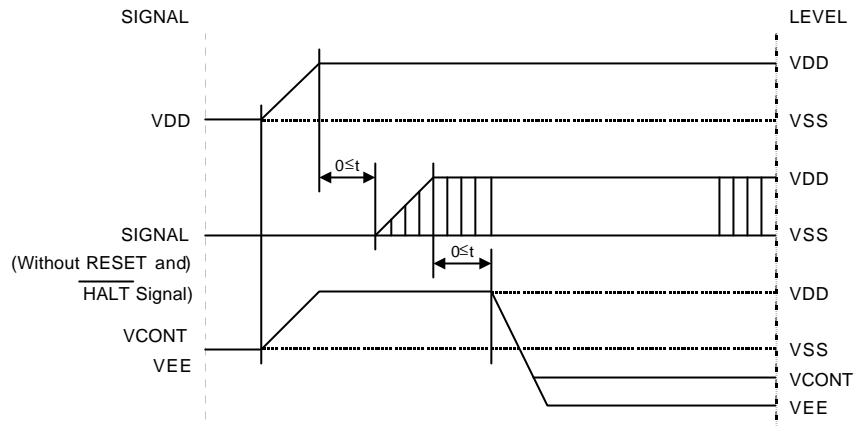 SIGNAL LEVEL
VDD
VDD VSS
0≤t
VDD
SIGNAL VSS
(Without RESET and) 0≤t
HALT Signal) VDD
VCONT
VSS
VEE
VCONT
VEE